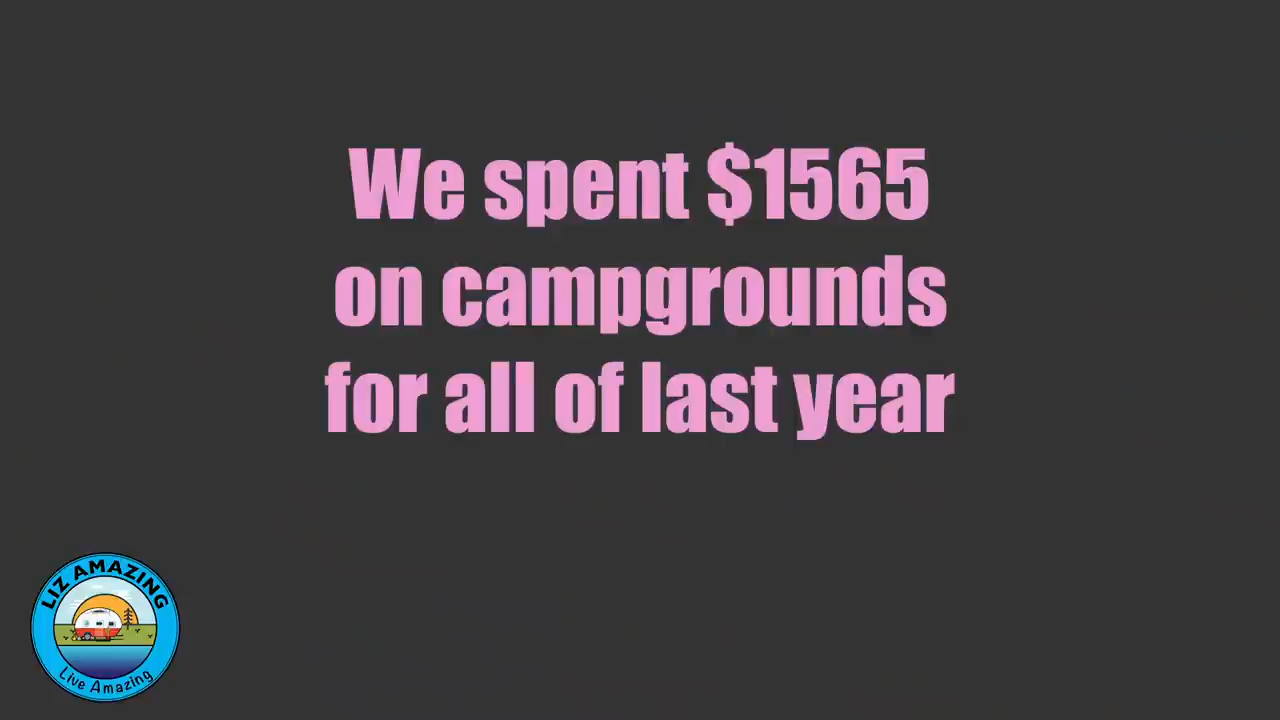 We spent $1565
on campgrounds
for all of last year
LIZ AMAZING
Live Amazing